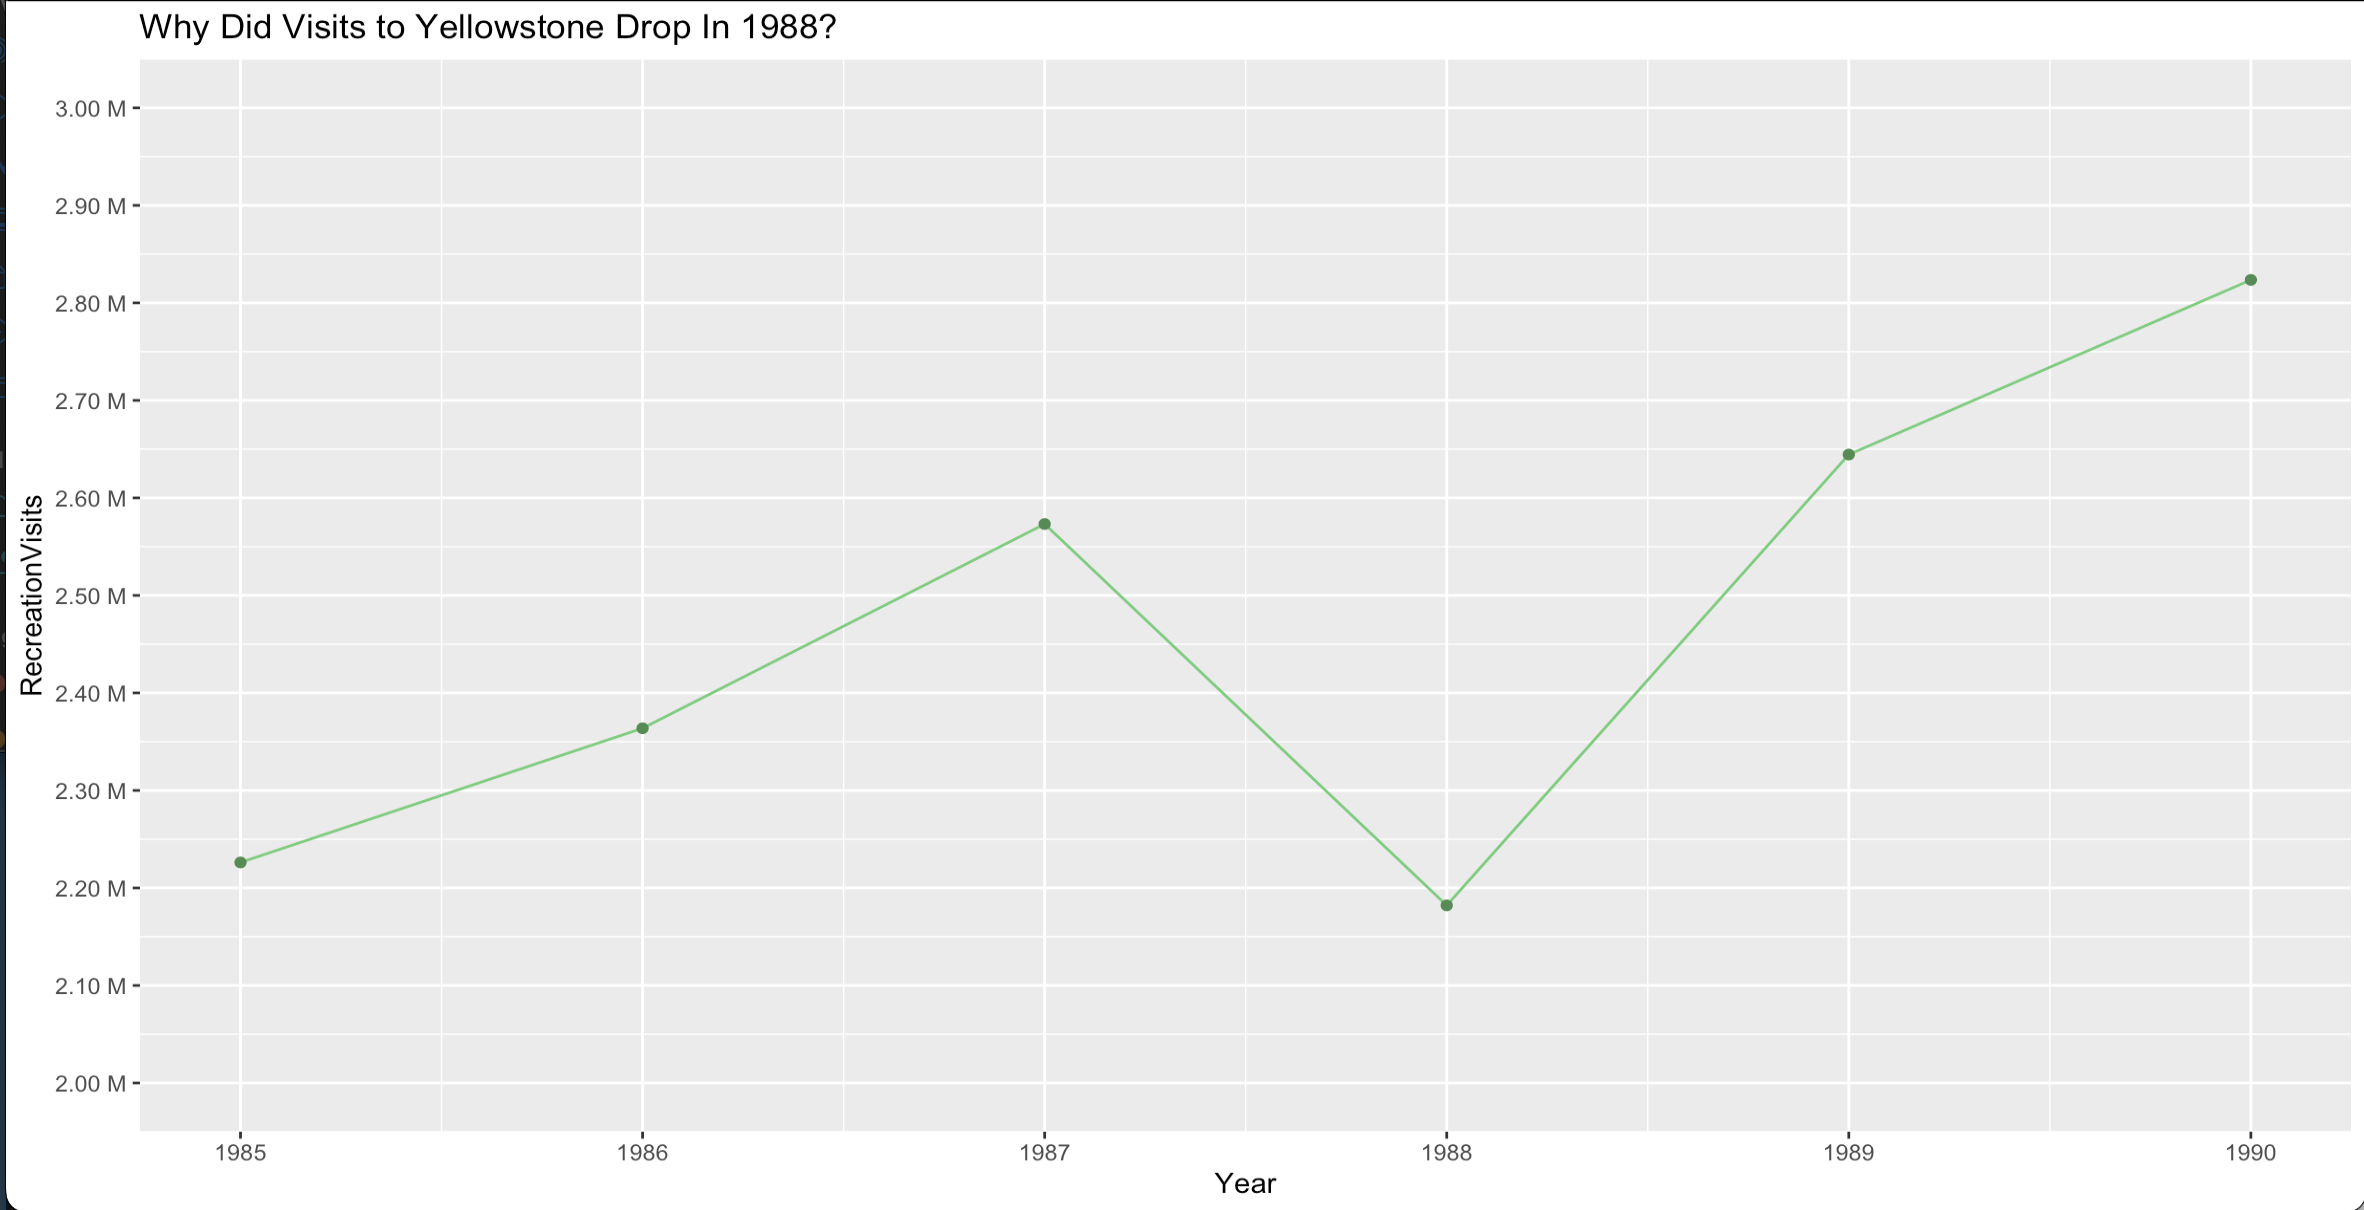 Why Did Visits to Yellowstone Drop In 1988?
3.00 M
2.90 M
2.80 M
2.70 M
2.60 M
2.50 M
2.40 M
2.30 M
2.20 M
2.10 M
2.00 M
RecreationVisits
1985 1986 1987 1988 1989 1990
Year